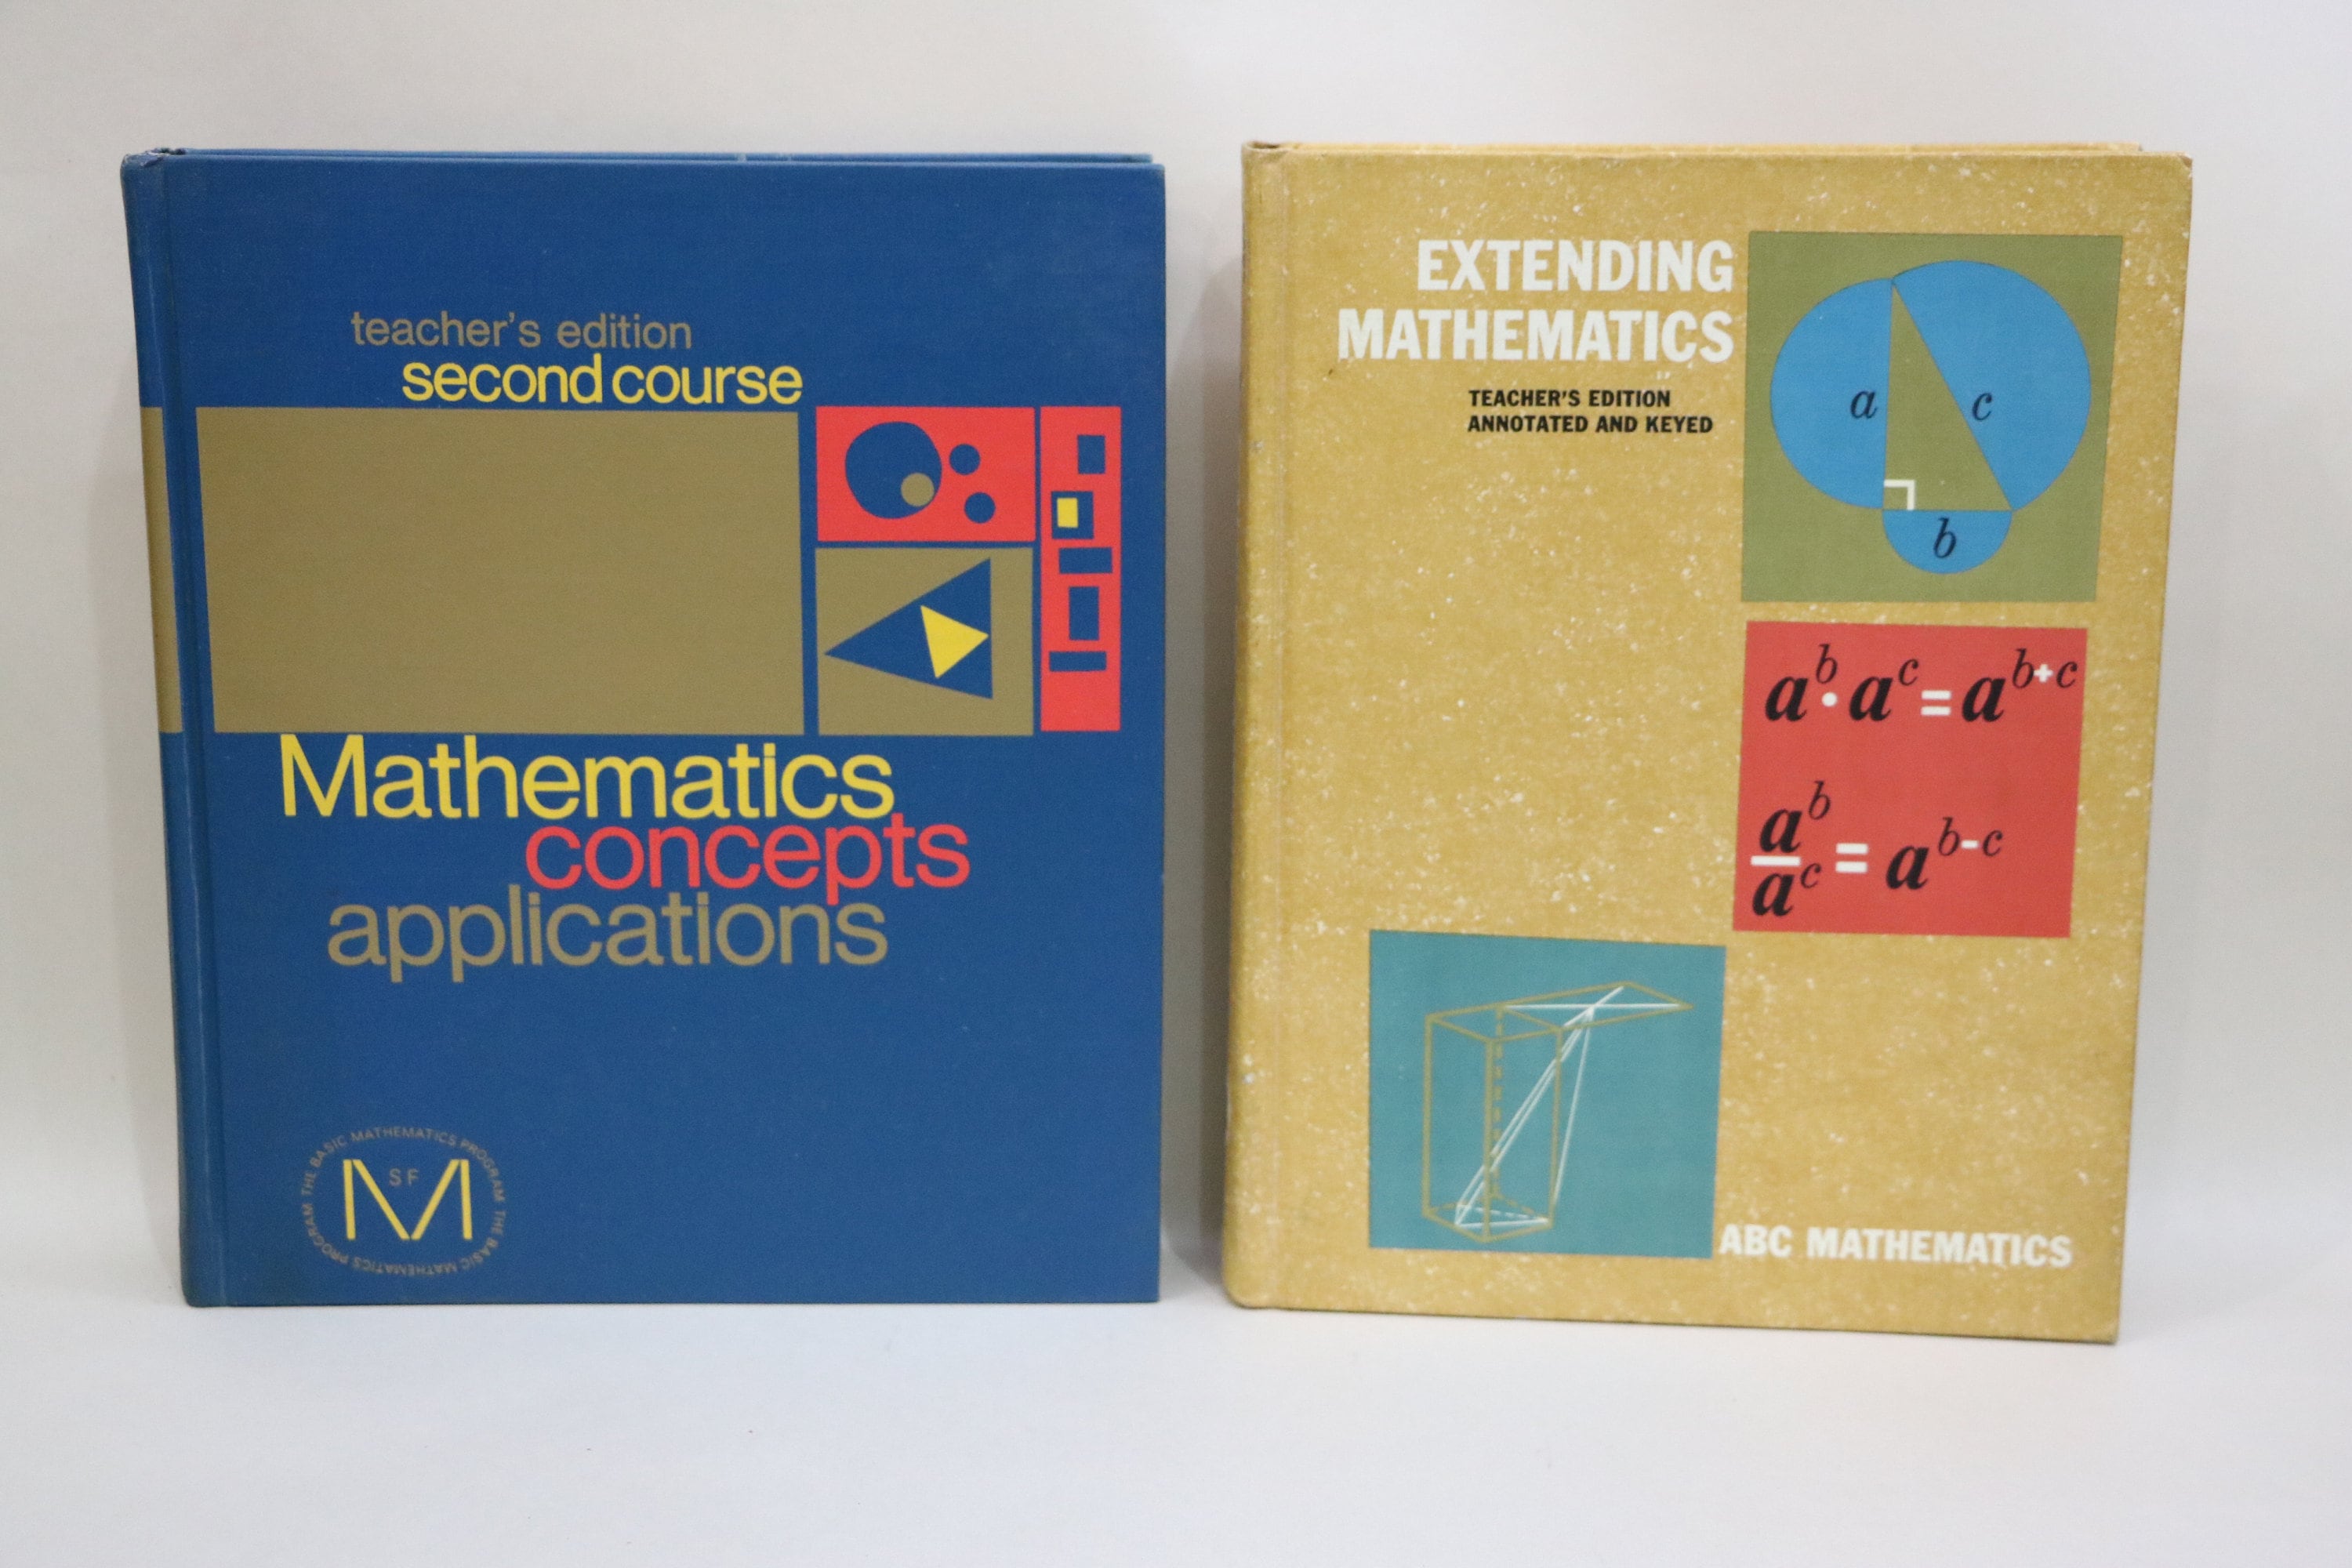 teacher's edition
second course
Mathematics
concepts
applications
THE BASIC MATHEMATICS PROGRAM THE BASIC MATHEMATICS PROGRAM
SF
M
EXTENDING
MATHEMATICS
TEACHER'S EDITION
ANNOTATED AND KEYED
a
c
b
a^b · a^c = a^{b+c}
a^b / a^c = a^{b-c}
ABC MATHEMATICS